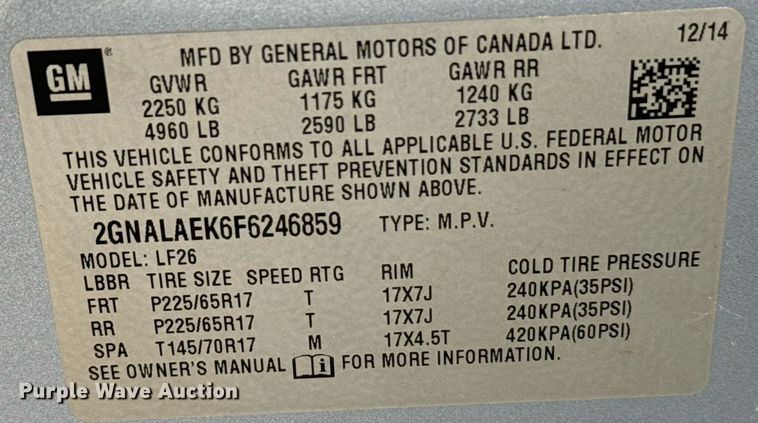 GM
MFD BY GENERAL MOTORS OF CANADA LTD. 12/14
GVWR GAWR FRT GAWR RR
2250 KG 1175 KG 1240 KG
4960 LB 2590 LB 2733 LB
THIS VEHICLE CONFORMS TO ALL APPLICABLE U.S. FEDERAL MOTOR
VEHICLE SAFETY AND THEFT PREVENTION STANDARDS IN EFFECT ON
THE DATE OF MANUFACTURE SHOWN ABOVE.
2GNALAEK6F6246859 TYPE: M.P.V.
MODEL: LF26
LBBR TIRE SIZE SPEED RTG RIM COLD TIRE PRESSURE
FRT P225/65R17 T 17X7J 240KPA(35PSI)
RR P225/65R17 T 17X7J 240KPA(35PSI)
SPA T145/70R17 M 17X4.5T 420KPA(60PSI)
SEE OWNER'S MANUAL i FOR MORE INFORMATION.
Purple Wave Auction